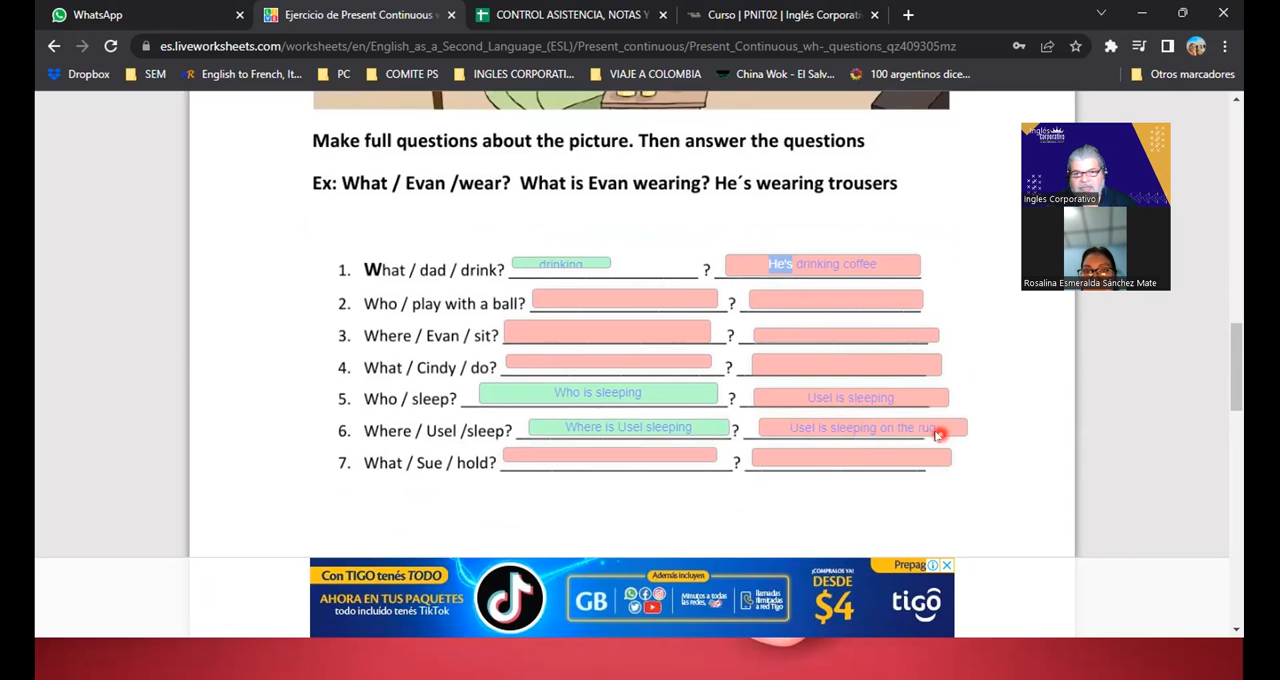 WhatsApp
Ejercicio de Present Continuous
CONTROL ASISTENCIA, NOTAS Y
Curso | PNIT02 | Inglés Corporati
es.liveworksheets.com/worksheets/en/English_as_a_Second_Language_(ESL)/Present_continuous/Present_Continuous_wh-_questions_qz409305mz
Dropbox SEM English to French, It... PC COMITE PS INGLES CORPORATI... VIAJE A COLOMBIA China Wok - El Salv... 100 argentinos dice... Otros marcadores
Make full questions about the picture. Then answer the questions
Ex: What / Evan /wear? What is Evan wearing? He´s wearing trousers
1. What / dad / drink? drinking ? He's drinking coffee
2. Who / play with a ball? ?
3. Where / Evan / sit? ?
4. What / Cindy / do? ?
5. Who / sleep? Who is sleeping ? Usel is sleeping
6. Where / Usel /sleep? Where is Usel sleeping ? Usel is sleeping on the rug
7. What / Sue / hold? ?
Inglés
corporativo
Ingles Corporativo
Rosalina Esmeralda Sánchez Mate
Con TIGO tenés TODO
AHORA EN TUS PAQUETES
todo incluído tenés TikTok
Además incluyen
GB
Minutos a todas
las redes,
llamadas
ilimitadas
a red Tigo
¡COMPRALOS YA!
DESDE
$4
Prepag
tigo